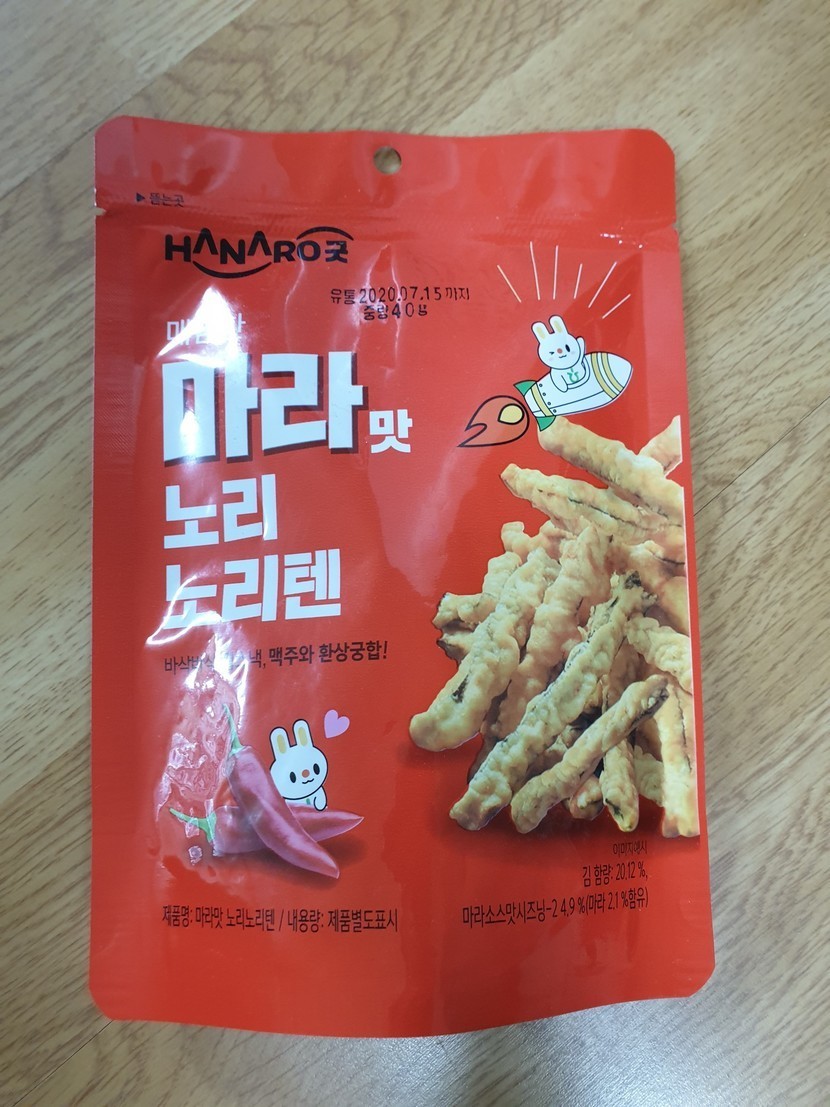 ▶ 뜯는곳
HANARO굿
유통 2020.07.15 까지
중량 40g
마라맛
노리
노리텐
맥주와 환상궁합!
이미지예시
김 함량: 20.12 %,
마라소스맛시즈닝-2 4.9 %(마라 2.1 %함유)
제품명: 마라맛 노리노리텐 / 내용량: 제품별도표시